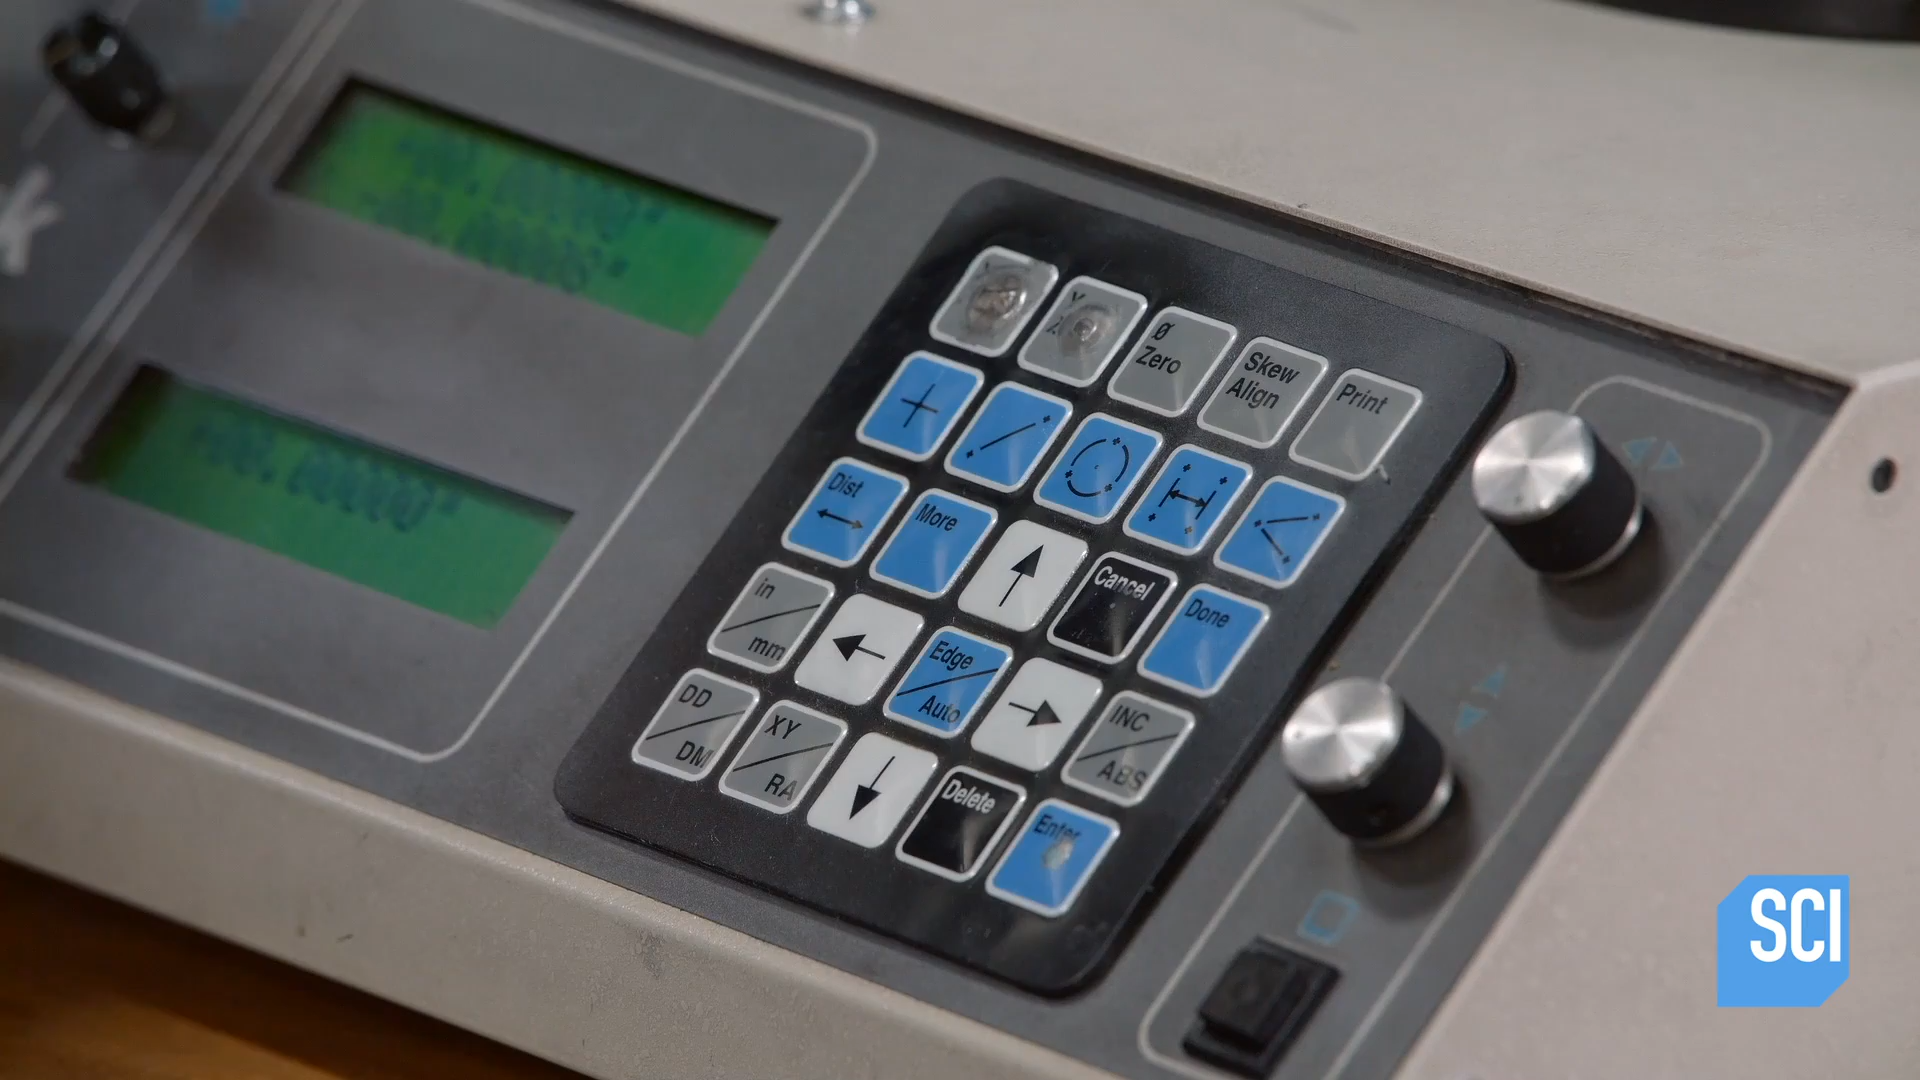 Y
Ø
Zero
Skew
Align
Print
Dist
More
Cancel
Done
in
mm
Edge
Auto
INC
ABS
DD
DM
XY
RA
Delete
Enter
SCI